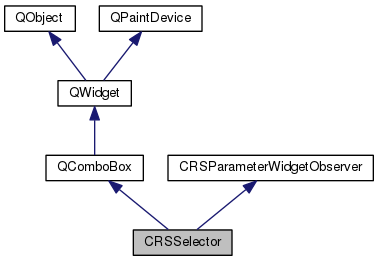 QObject
QPaintDevice
QWidget
QComboBox
CRSParameterWidgetObserver
CRSSelector